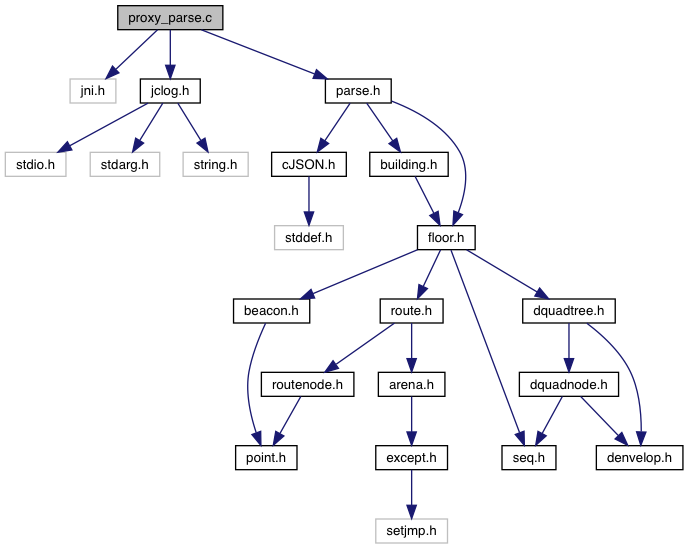 proxy_parse.c
jni.h
jclog.h
parse.h
stdio.h
stdarg.h
string.h
cJSON.h
building.h
stddef.h
floor.h
beacon.h
route.h
dquadtree.h
routenode.h
arena.h
dquadnode.h
point.h
except.h
seq.h
denvelop.h
setjmp.h